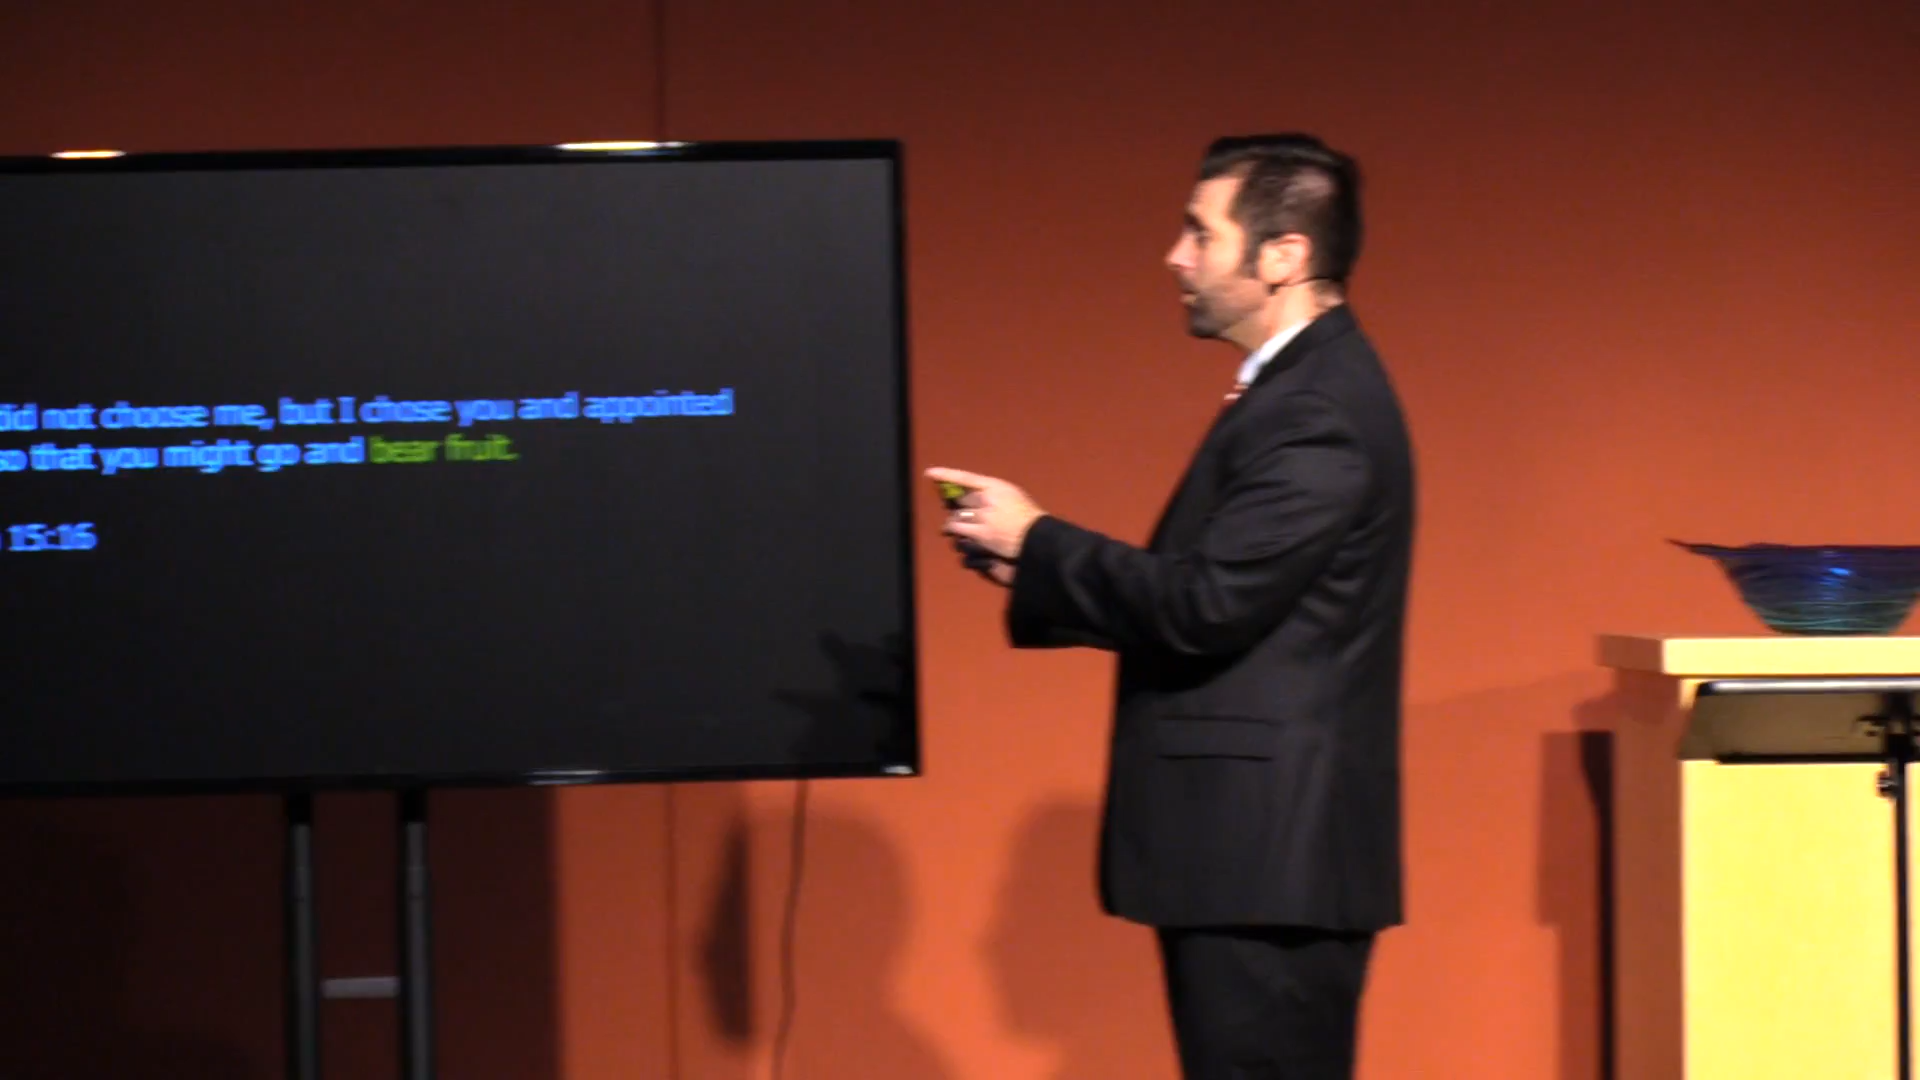 did not choose me, but I chose you and appointed
so that you might go and bear fruit.
15:16